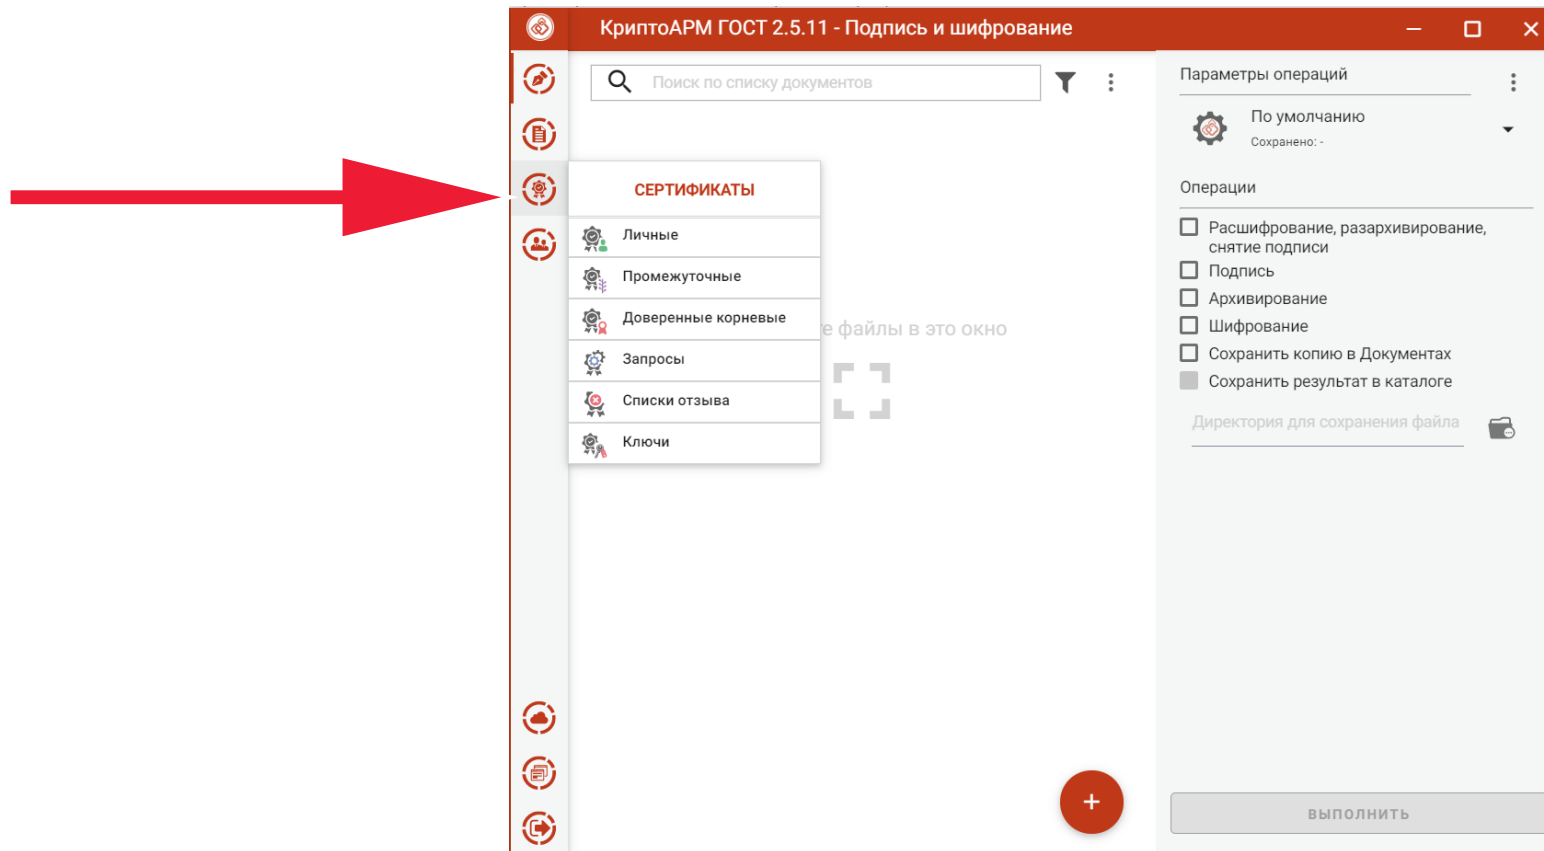 КриптоАРМ ГОСТ 2.5.11 - Подпись и шифрование
Поиск по списку документов
СЕРТИФИКАТЫ
Личные
Промежуточные
Доверенные корневые
Запросы
Списки отзыва
Ключи
файлы в это окно
Параметры операций
По умолчанию
Сохранено: -
Операции
Расшифрование, разархивирование,
снятие подписи
Подпись
Архивирование
Шифрование
Сохранить копию в Документах
Сохранить результат в каталоге
Директория для сохранения файла
ВЫПОЛНИТЬ